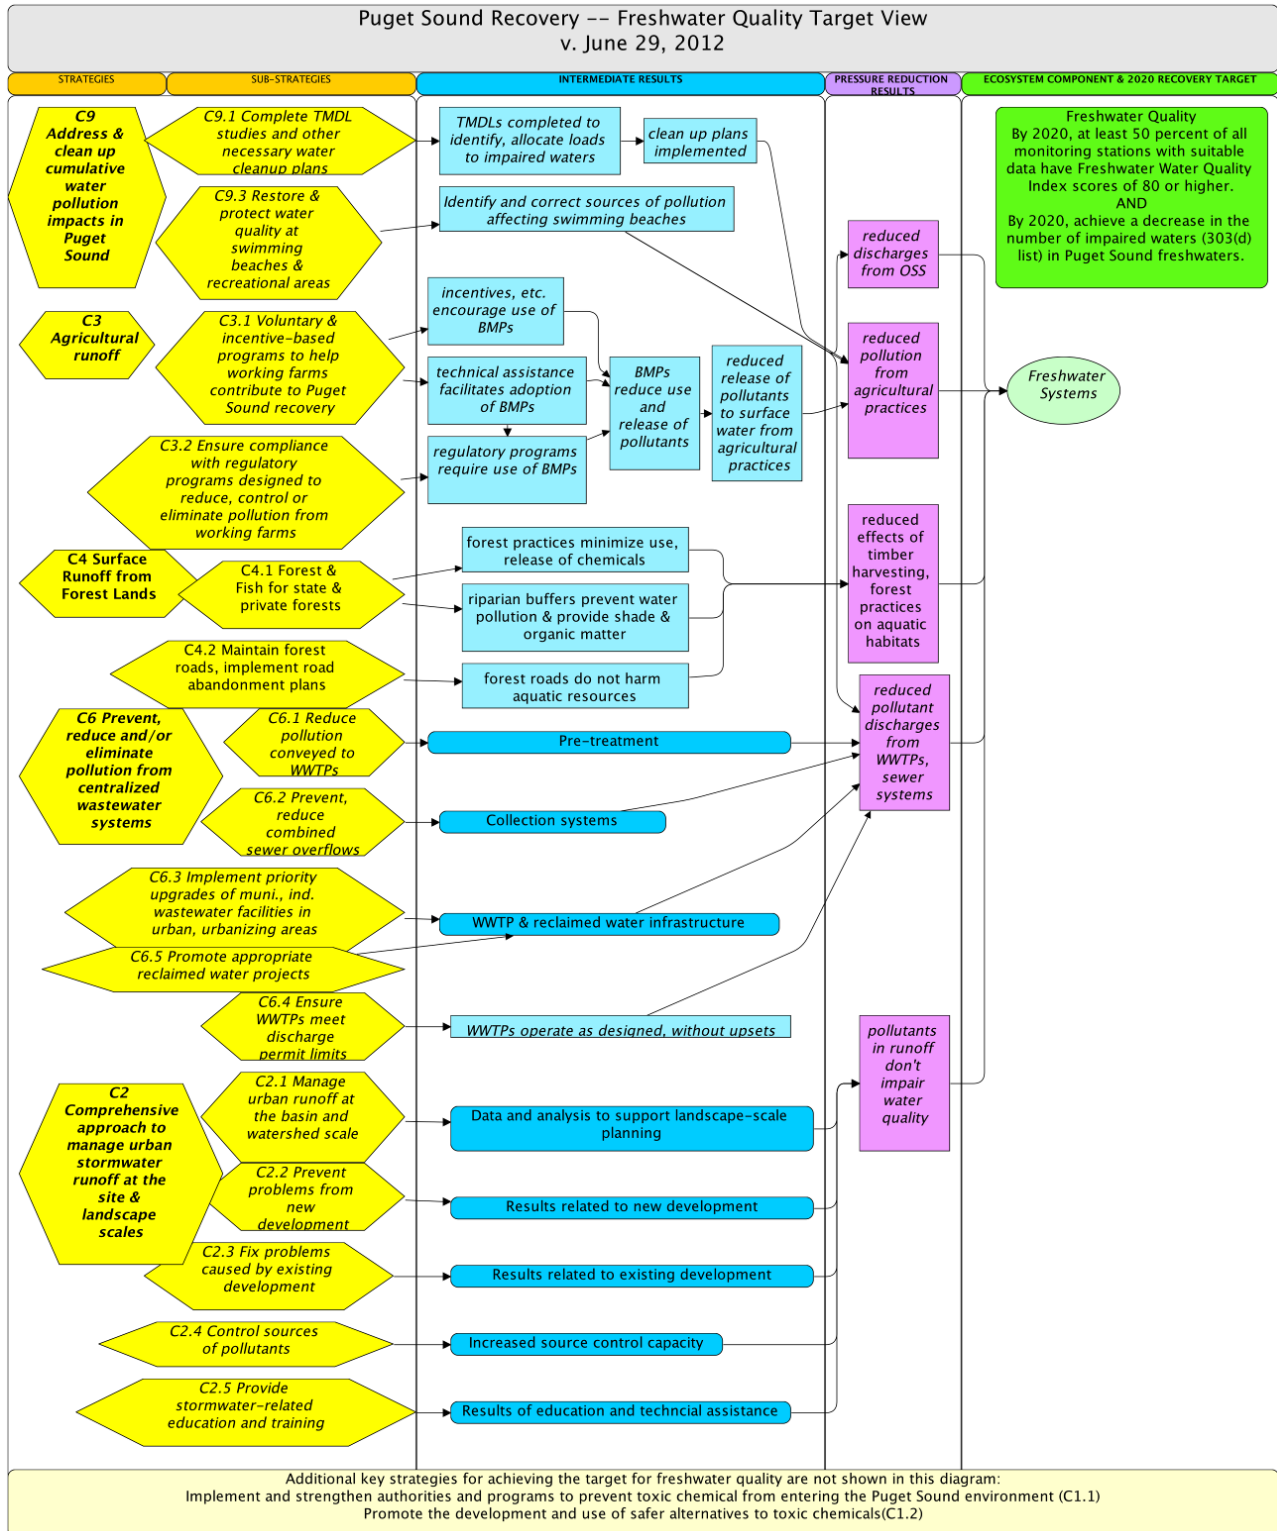 Puget Sound Recovery -- Freshwater Quality Target View
v. June 29, 2012
STRATEGIES
SUB-STRATEGIES
INTERMEDIATE RESULTS
PRESSURE REDUCTION
RESULTS
ECOSYSTEM COMPONENT & 2020 RECOVERY TARGET
C9
Address &
clean up
cumulative
water
pollution
impacts in
Puget
Sound
C9.1 Complete TMDL
studies and other
necessary water
cleanup plans
TMDLs completed to
identify, allocate loads
to impaired waters
clean up plans
implemented
Freshwater Quality
By 2020, at least 50 percent of all
monitoring stations with suitable
data have Freshwater Water Quality
Index scores of 80 or higher.
AND
By 2020, achieve a decrease in the
number of impaired waters (303(d)
list) in Puget Sound freshwaters.
C9.3 Restore &
protect water
quality at
swimming
beaches &
recreational areas
Identify and correct sources of pollution
affecting swimming beaches
reduced
discharges
from OSS
C3
Agricultural
runoff
C3.1 Voluntary &
incentive-based
programs to help
working farms
contribute to Puget
Sound recovery
incentives, etc.
encourage use of
BMPs
technical assistance
facilitates adoption
of BMPs
BMPs
reduce use
and
release of
pollutants
reduced
release of
pollutants
to surface
water from
agricultural
practices
reduced
pollution
from
agricultural
practices
Freshwater
Systems
C3.2 Ensure compliance
with regulatory
programs designed to
reduce, control or
eliminate pollution from
working farms
regulatory programs
require use of BMPs
C4 Surface
Runoff from
Forest Lands
C4.1 Forest &
Fish for state &
private forests
forest practices minimize use,
release of chemicals
riparian buffers prevent water
pollution & provide shade &
organic matter
reduced
effects of
timber
harvesting,
forest
practices
on aquatic
habitats
C4.2 Maintain forest
roads, implement road
abandonment plans
forest roads do not harm
aquatic resources
C6 Prevent,
reduce and/or
eliminate
pollution from
centralized
wastewater
systems
C6.1 Reduce
pollution
conveyed to
WWTPs
Pre-treatment
reduced
pollutant
discharges
from
WWTPs,
sewer
systems
C6.2 Prevent,
reduce
combined
sewer overflows
Collection systems
C6.3 Implement priority
upgrades of muni., ind.
wastewater facilities in
urban, urbanizing areas
WWTP & reclaimed water infrastructure
C6.5 Promote appropriate
reclaimed water projects
C6.4 Ensure
WWTPs meet
discharge
permit limits
WWTPs operate as designed, without upsets
pollutants
in runoff
don't
impair
water
quality
C2
Comprehensive
approach to
manage urban
stormwater
runoff at the
site &
landscape
scales
C2.1 Manage
urban runoff at
the basin and
watershed scale
Data and analysis to support landscape-scale
planning
C2.2 Prevent
problems from
new
development
Results related to new development
C2.3 Fix problems
caused by existing
development
Results related to existing development
C2.4 Control sources
of pollutants
Increased source control capacity
C2.5 Provide
stormwater-related
education and training
Results of education and techncial assistance
Additional key strategies for achieving the target for freshwater quality are not shown in this diagram:
Implement and strengthen authorities and programs to prevent toxic chemical from entering the Puget Sound environment (C1.1)
Promote the development and use of safer alternatives to toxic chemicals(C1.2)